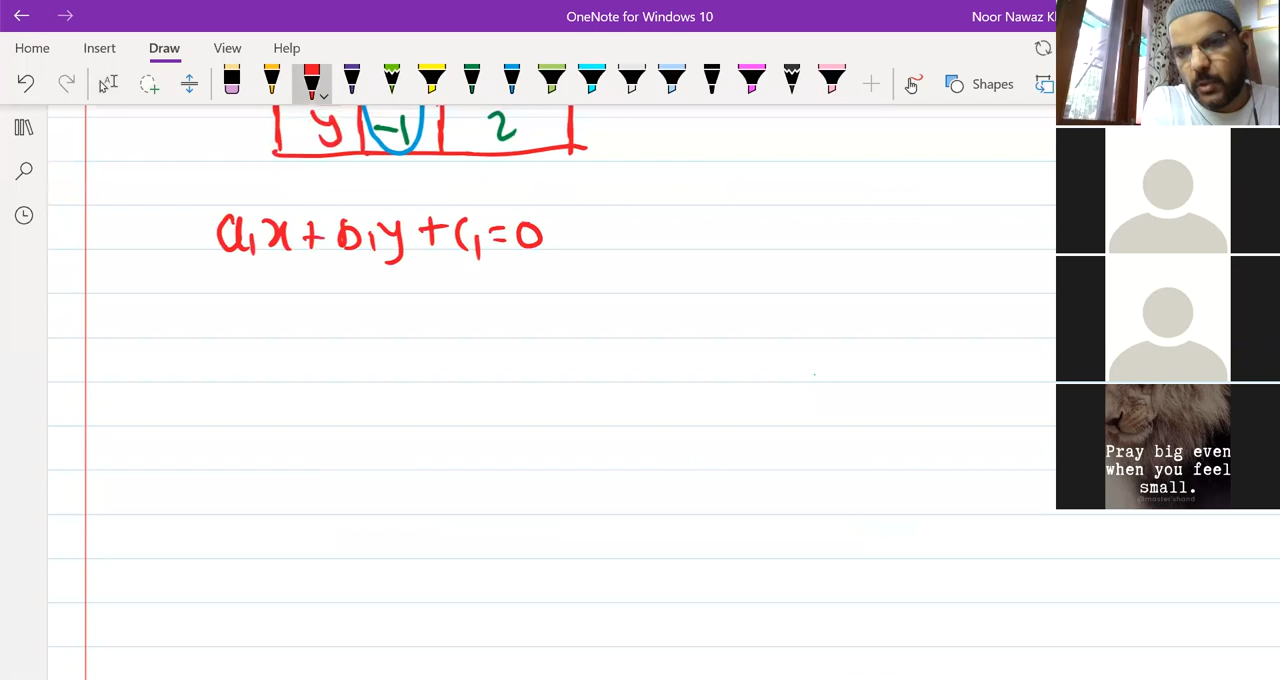 OneNote for Windows 10
Noor Nawaz Kh
Home Insert Draw View Help
Shapes
y -1 2
a₁x + b₁y + c₁ = 0
Pray big even
when you feel
small.